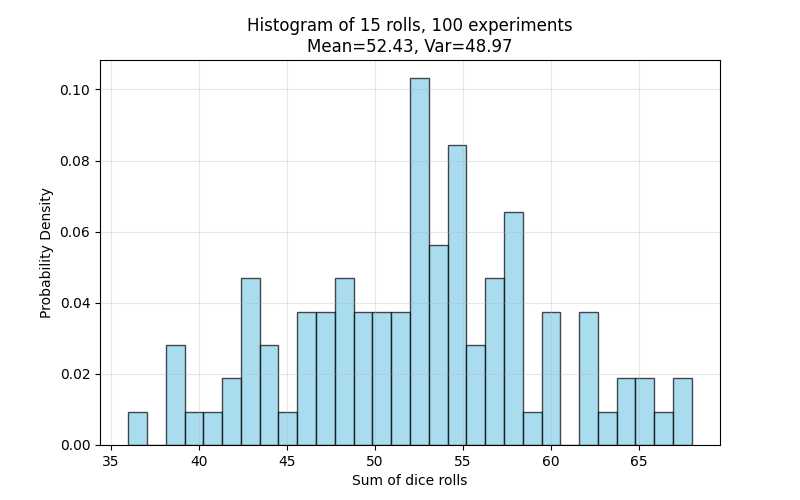 Histogram of 15 rolls, 100 experiments
Mean=52.43, Var=48.97
0.10
0.08
0.06
0.04
0.02
0.00
Probability Density
35 40 45 50 55 60 65
Sum of dice rolls